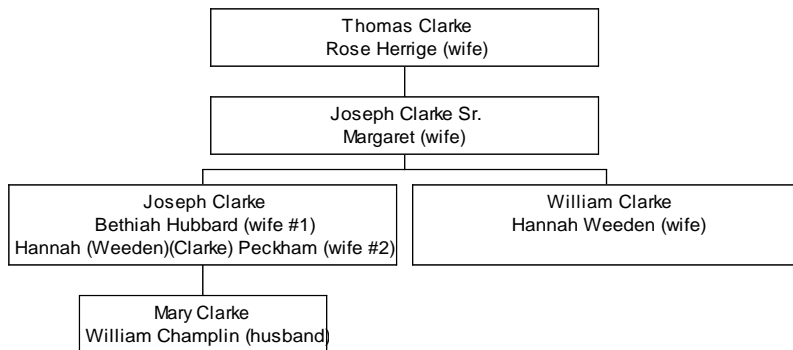 Thomas Clarke
Rose Herrige (wife)
Joseph Clarke Sr.
Margaret (wife)
Joseph Clarke
Bethiah Hubbard (wife #1)
Hannah (Weeden)(Clarke) Peckham (wife #2)
William Clarke
Hannah Weeden (wife)
Mary Clarke
William Champlin (husband)